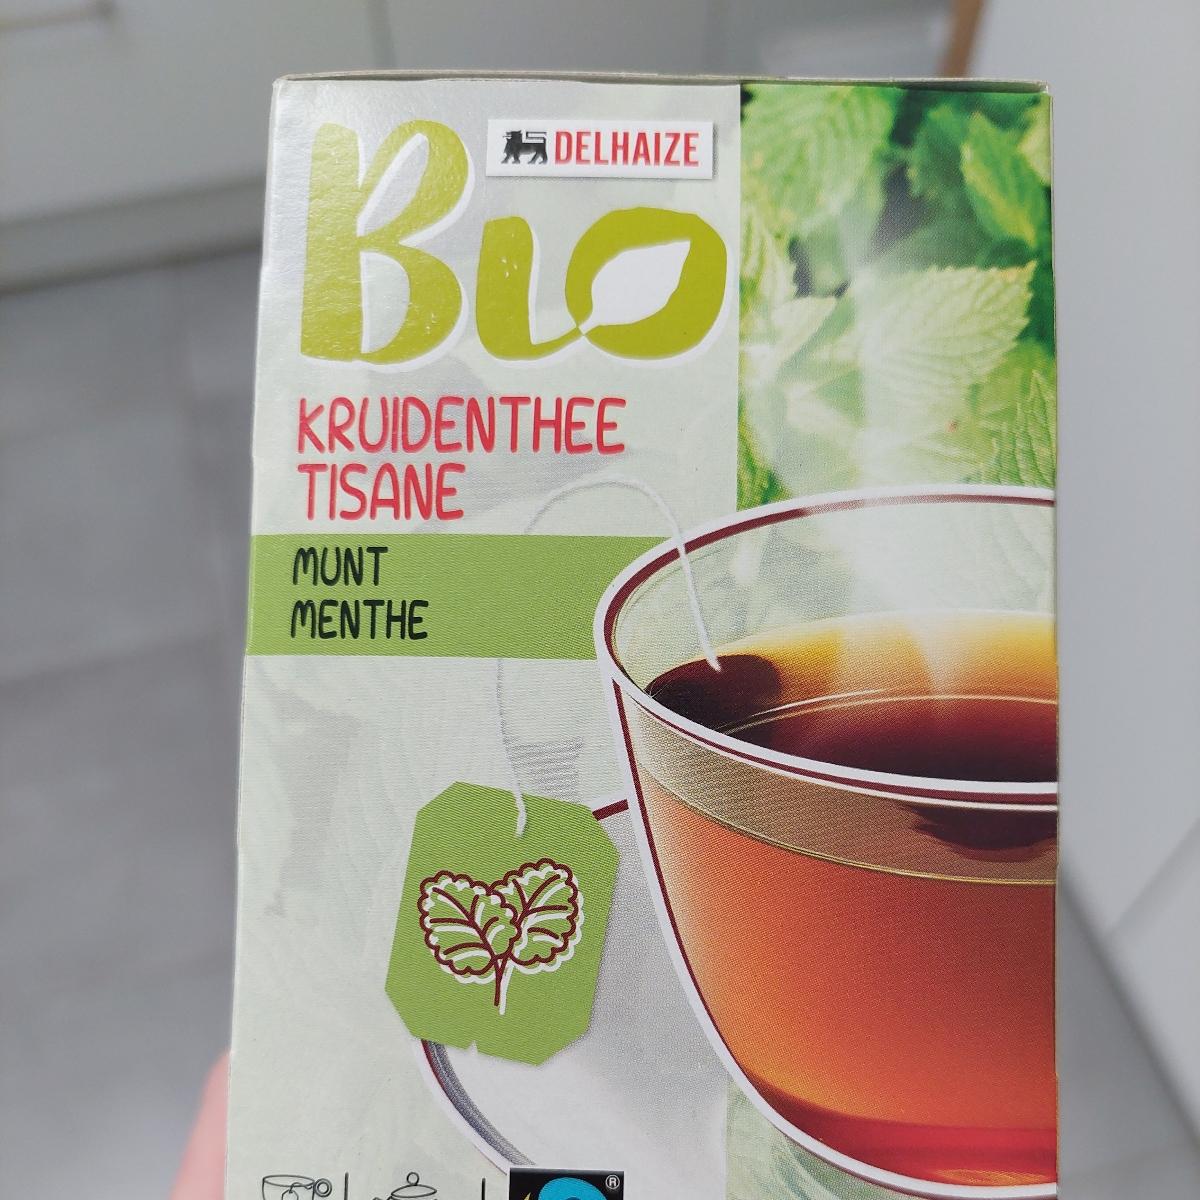 DELHAIZE
Bio
KRUIDENTHEE
TISANE
MUNT
MENTHE
®